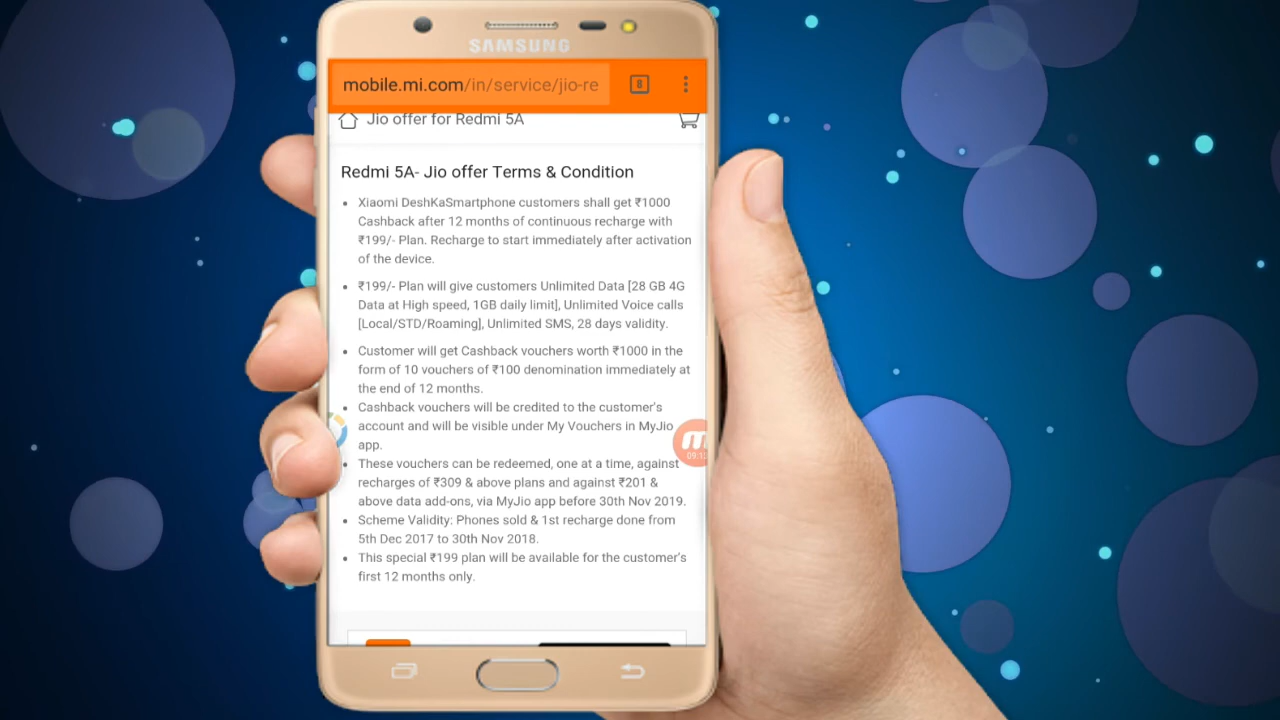 SAMSUNG
mobile.mi.com/in/service/jio-re
8
Jio offer for Redmi 5A
Redmi 5A- Jio offer Terms & Condition
• Xiaomi DeshKaSmartphone customers shall get ₹1000
Cashback after 12 months of continuous recharge with
₹199/- Plan. Recharge to start immediately after activation
of the device.
• ₹199/- Plan will give customers Unlimited Data [28 GB 4G
Data at High speed, 1GB daily limit], Unlimited Voice calls
[Local/STD/Roaming], Unlimited SMS, 28 days validity.
• Customer will get Cashback vouchers worth ₹1000 in the
form of 10 vouchers of ₹100 denomination immediately at
the end of 12 months.
• Cashback vouchers will be credited to the customer's
account and will be visible under My Vouchers in MyJio
app.
• These vouchers can be redeemed, one at a time, against
recharges of ₹309 & above plans and against ₹201 &
above data add-ons, via MyJio app before 30th Nov 2019.
• Scheme Validity: Phones sold & 1st recharge done from
5th Dec 2017 to 30th Nov 2018.
• This special ₹199 plan will be available for the customer's
first 12 months only.